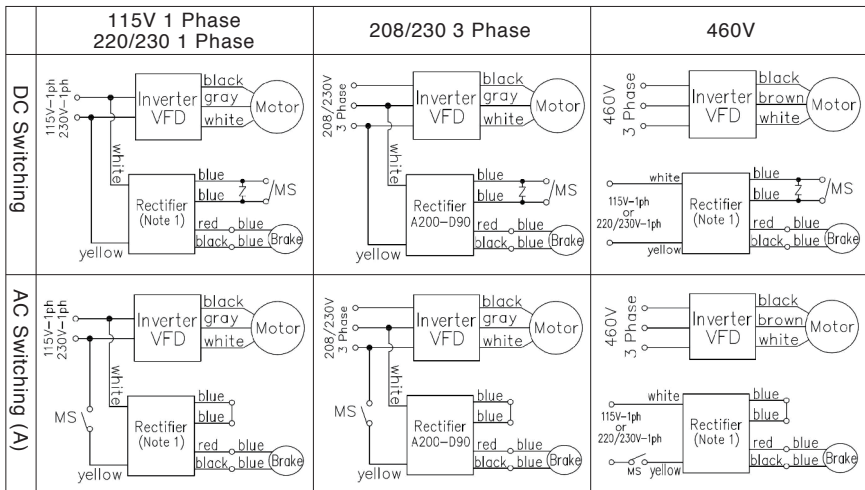 115V 1 Phase
220/230 1 Phase
208/230 3 Phase
460V
DC Switching
115V-1ph
230V-1ph
Inverter
VFD
black
gray
white
Motor
white
yellow
Rectifier
(Note 1)
blue
blue
Z
MS
red blue
black blue
Brake
208/230V
3 Phase
Inverter
VFD
black
gray
white
Motor
white
yellow
Rectifier
A200-D90
blue
blue
Z
MS
red blue
black blue
Brake
460V
3 Phase
Inverter
VFD
black
brown
white
Motor
white
115V-1ph
or
220/230V-1ph
yellow
Rectifier
(Note 1)
blue
blue
Z
MS
red blue
black blue
Brake
AC Switching (A)
115V-1ph
230V-1ph
Inverter
VFD
black
gray
white
Motor
white
MS
yellow
Rectifier
(Note 1)
blue
blue
red blue
black blue
Brake
208/230V
3 Phase
Inverter
VFD
black
gray
white
Motor
white
MS
yellow
Rectifier
A200-D90
blue
blue
red blue
black blue
Brake
460V
3 Phase
Inverter
VFD
black
brown
white
Motor
white
115V-1ph
or
220/230V-1ph
MS
yellow
Rectifier
(Note 1)
blue
blue
red blue
black blue
Brake